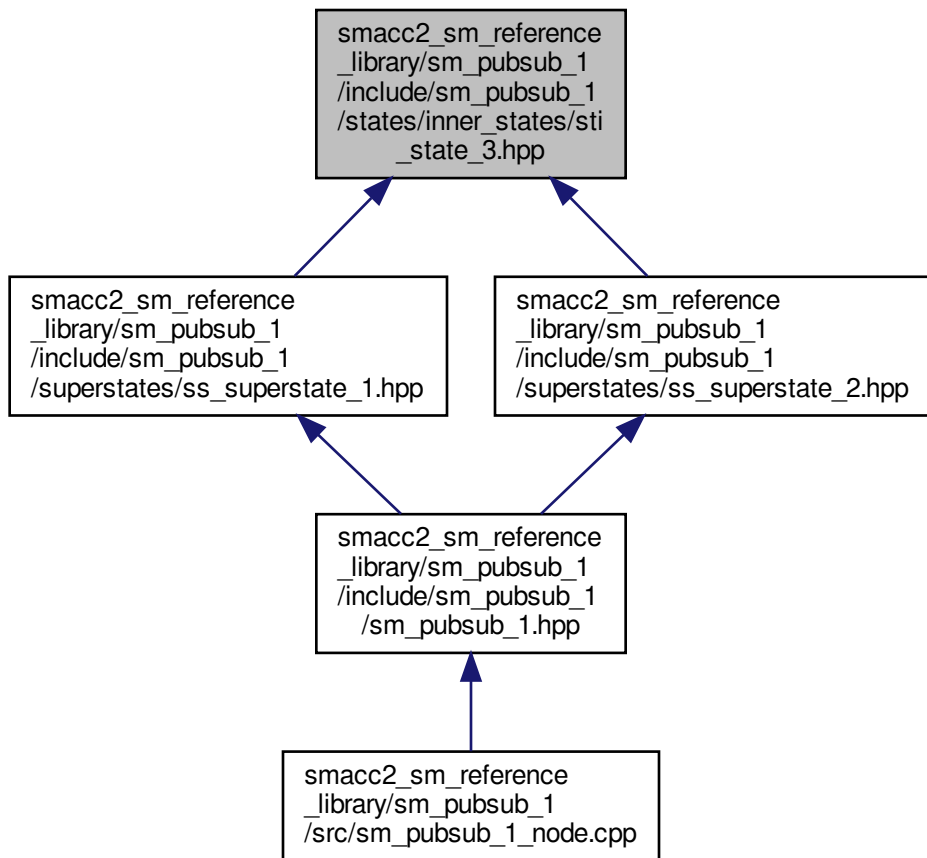 smacc2_sm_reference
_library/sm_pubsub_1
/include/sm_pubsub_1
/states/inner_states/sti
_state_3.hpp
smacc2_sm_reference
_library/sm_pubsub_1
/include/sm_pubsub_1
/superstates/ss_superstate_1.hpp
smacc2_sm_reference
_library/sm_pubsub_1
/include/sm_pubsub_1
/superstates/ss_superstate_2.hpp
smacc2_sm_reference
_library/sm_pubsub_1
/include/sm_pubsub_1
/sm_pubsub_1.hpp
smacc2_sm_reference
_library/sm_pubsub_1
/src/sm_pubsub_1_node.cpp